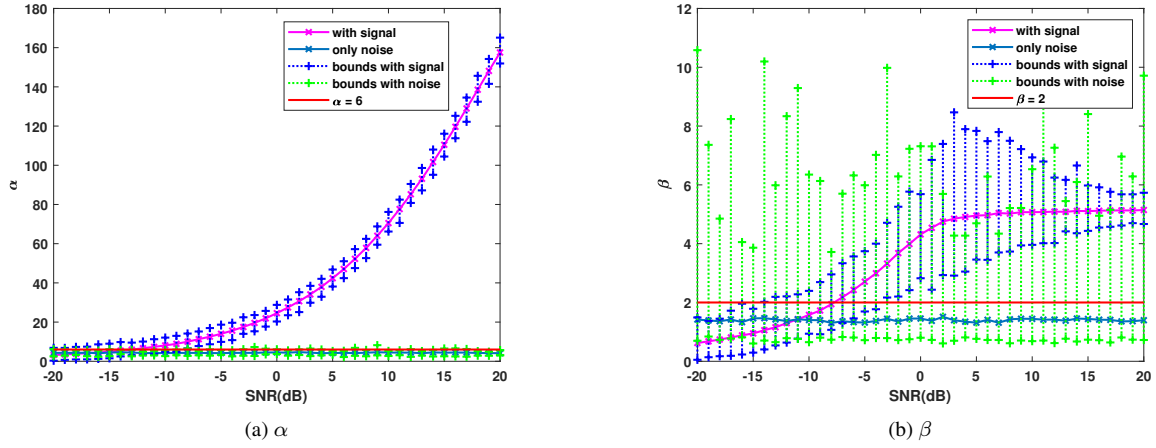 180
160
140
120
100
80
60
40
20
0
α
with signal
only noise
bounds with signal
bounds with noise
α = 6
-20 -15 -10 -5 0 5 10 15 20
SNR(dB)
(a) α
12
10
8
6
4
2
0
β
with signal
only noise
bounds with signal
bounds with noise
β = 2
-20 -15 -10 -5 0 5 10 15 20
SNR(dB)
(b) β